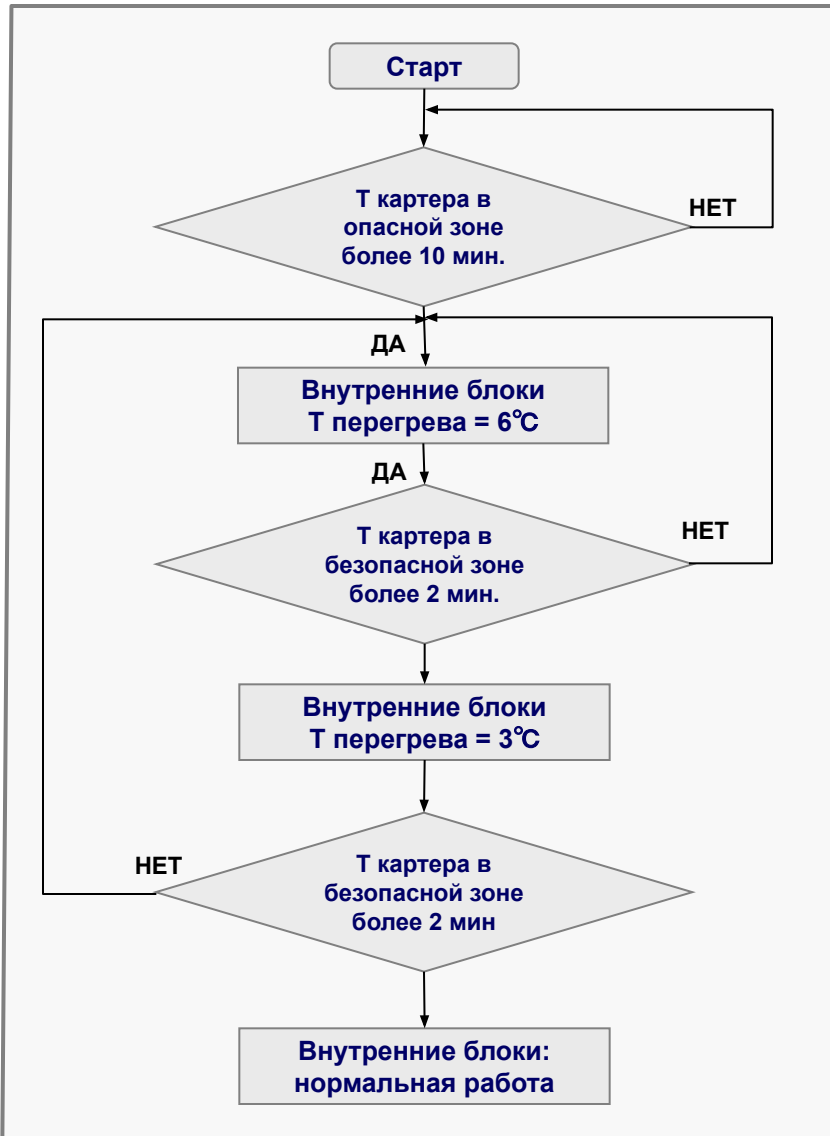 Старт
Т картера в
опасной зоне
более 10 мин.
НЕТ
ДА
Внутренние блоки
Т перегрева = 6℃
ДА
Т картера в
безопасной зоне
более 2 мин.
НЕТ
Внутренние блоки
Т перегрева = 3℃
НЕТ
Т картера в
безопасной зоне
более 2 мин
Внутренние блоки:
нормальная работа